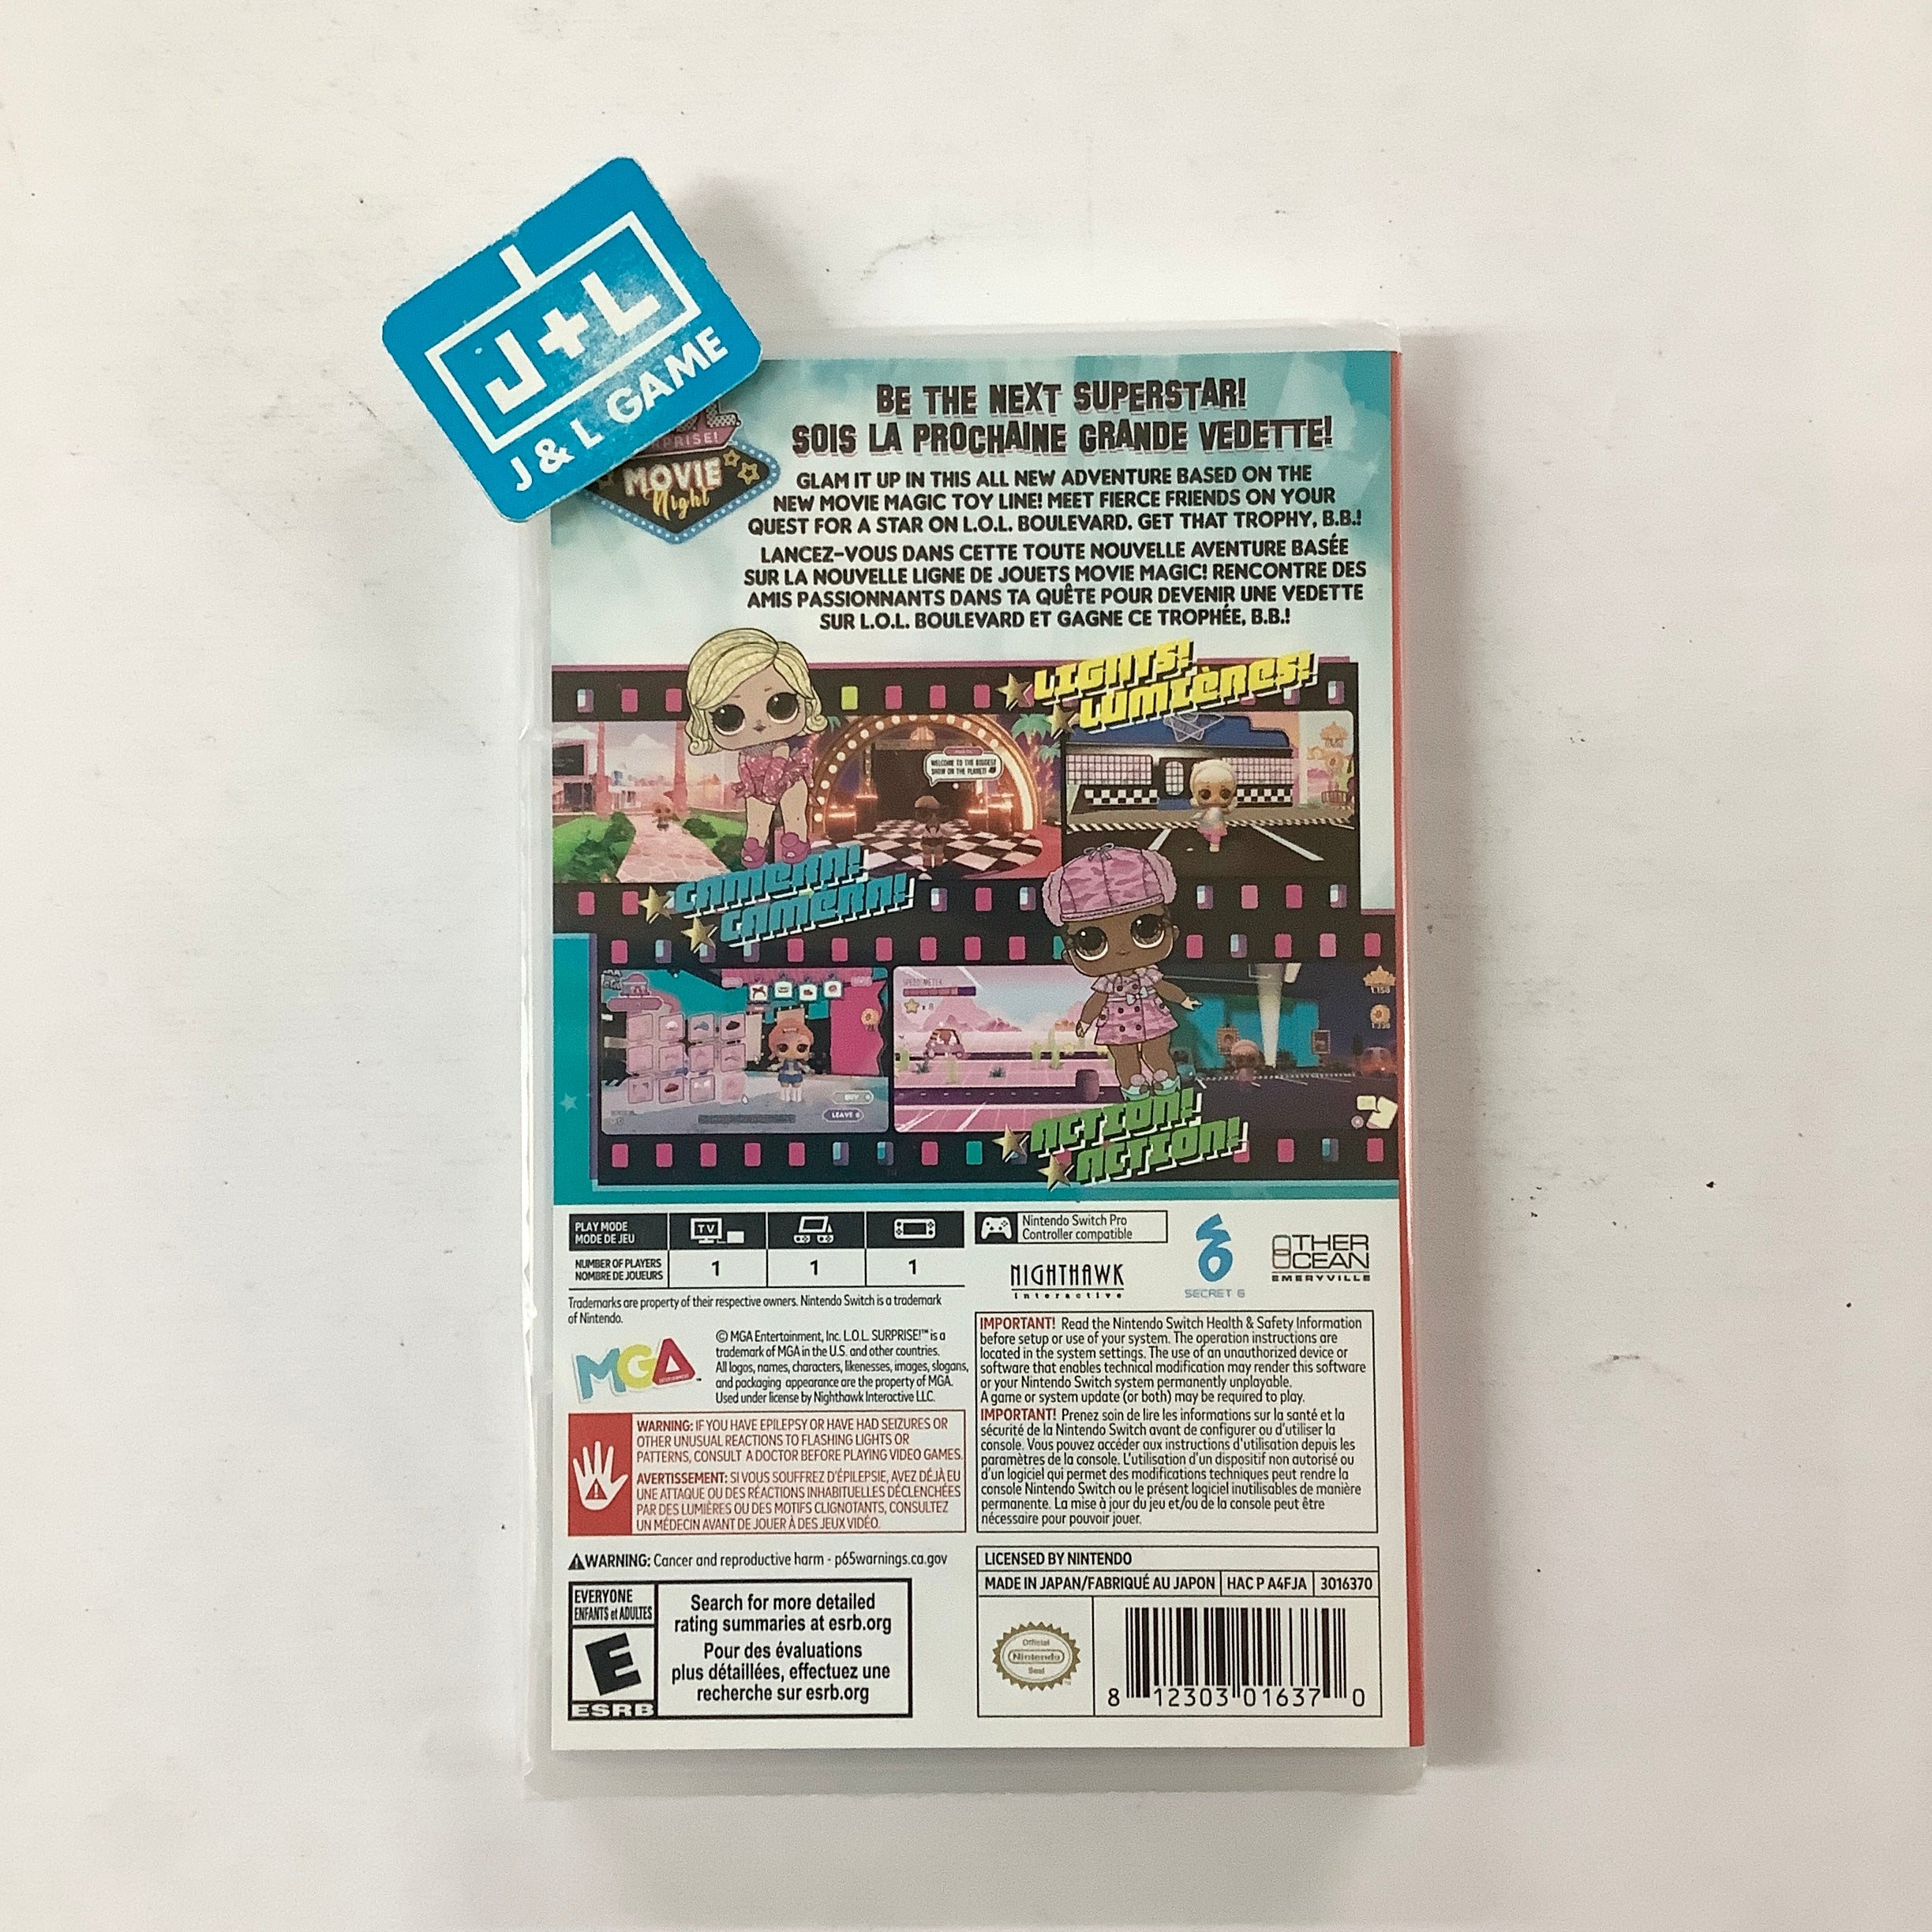 J+L
J & L GAME
PRISE!
MOVIE
Night
BE THE NEXT SUPERSTAR!
SOIS LA PROCHAINE GRANDE VEDETTE!
GLAM IT UP IN THIS ALL NEW ADVENTURE BASED ON THE
NEW MOVIE MAGIC TOY LINE! MEET FIERCE FRIENDS ON YOUR
QUEST FOR A STAR ON L.O.L. BOULEVARD. GET THAT TROPHY, B.B.!
LANCEZ-VOUS DANS CETTE TOUTE NOUVELLE AVENTURE BASÉE
SUR LA NOUVELLE LIGNE DE JOUETS MOVIE MAGIC! RENCONTRE DES
AMIS PASSIONNANTS DANS TA QUÊTE POUR DEVENIR UNE VEDETTE
SUR L.O.L. BOULEVARD ET GAGNE CE TROPHÉE, B.B.!
LIGHTS!
LUMIÈRES!
WELCOME TO THE BIGGEST
SHOW ON THE PLANET!
CAMERA!
CAMÉRA!
SPEED METER
BUY
LEAVE
ACTION!
ACTION!
PLAY MODE
MODE DE JEU
TV
NUMBER OF PLAYERS
NOMBRE DE JOUEURS
1
1
1
Nintendo Switch Pro
Controller compatible
NIGHTHAWK
Interactive
SECRET 6
OTHER
OCEAN
EMERYVILLE
Trademarks are property of their respective owners. Nintendo Switch is a trademark
of Nintendo.
MGA
ENTERTAINMENT
© MGA Entertainment, Inc. L.O.L. SURPRISE!™ is a
trademark of MGA in the U.S. and other countries.
All logos, names, characters, likenesses, images, slogans,
and packaging appearance are the property of MGA.
Used under license by Nighthawk Interactive LLC.
WARNING: IF YOU HAVE EPILEPSY OR HAVE HAD SEIZURES OR
OTHER UNUSUAL REACTIONS TO FLASHING LIGHTS OR
PATTERNS, CONSULT A DOCTOR BEFORE PLAYING VIDEO GAMES.
AVERTISSEMENT: SI VOUS SOUFFREZ D'ÉPILEPSIE, AVEZ DÉJÀ EU
UNE ATTAQUE OU DES RÉACTIONS INHABITUELLES DÉCLENCHÉES
PAR DES LUMIÈRES OU DES MOTIFS CLIGNOTANTS, CONSULTEZ
UN MÉDECIN AVANT DE JOUER À DES JEUX VIDÉO.
IMPORTANT! Read the Nintendo Switch Health & Safety Information
before setup or use of your system. The operation instructions are
located in the system settings. The use of an unauthorized device or
software that enables technical modification may render this software
or your Nintendo Switch system permanently unplayable.
A game or system update (or both) may be required to play.
IMPORTANT! Prenez soin de lire les informations sur la santé et la
sécurité de la Nintendo Switch avant de configurer ou d'utiliser la
console. Vous pouvez accéder aux instructions d'utilisation depuis les
paramètres de la console. L'utilisation d'un dispositif non autorisé ou
d'un logiciel qui permet des modifications techniques peut rendre la
console Nintendo Switch ou le présent logiciel inutilisables de manière
permanente. La mise à jour du jeu et/ou de la console peut être
nécessaire pour pouvoir jouer.
WARNING: Cancer and reproductive harm - p65warnings.ca.gov
EVERYONE
ENFANTS et ADULTES
E
ESRB
Search for more detailed
rating summaries at esrb.org
Pour des évaluations
plus détaillées, effectuez une
recherche sur esrb.org
LICENSED BY NINTENDO
MADE IN JAPAN/FABRIQUÉ AU JAPON HAC P A4FJA 3016370
Official
Nintendo
Seal
8 12303 01637 0